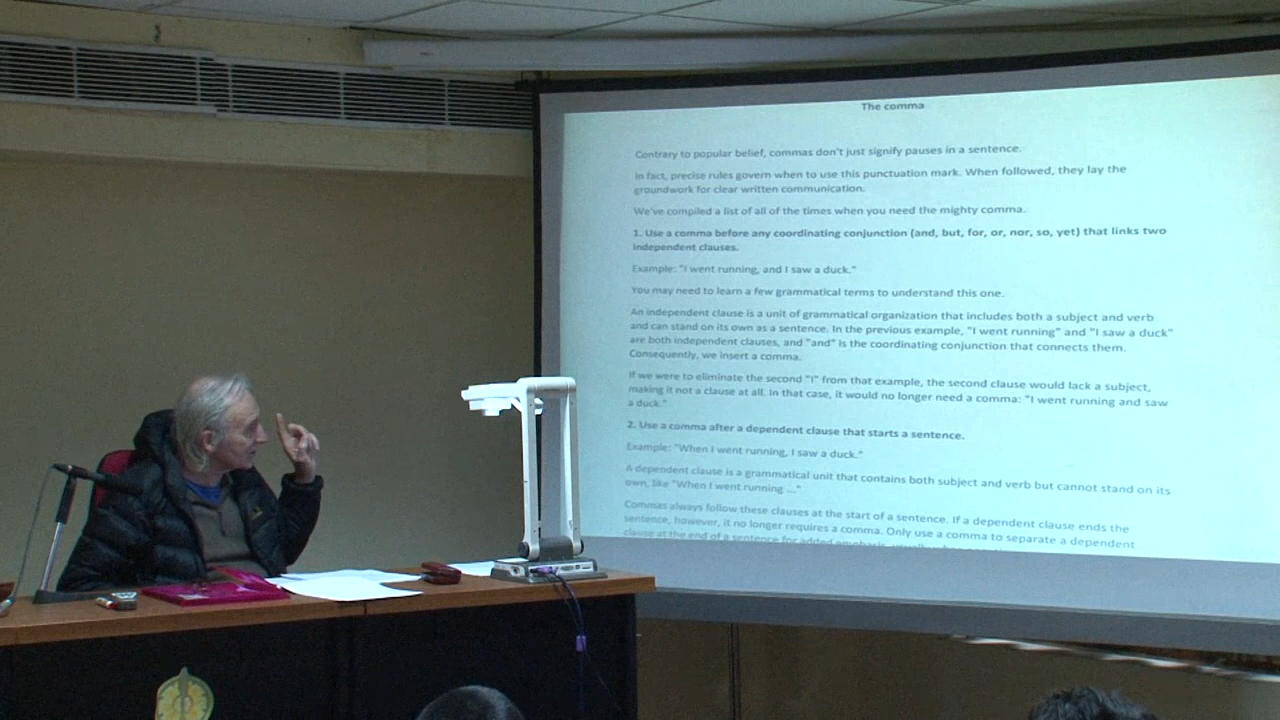 The comma
Contrary to popular belief, commas don't just signify pauses in a sentence.
In fact, precise rules govern when to use this punctuation mark. When followed, they lay the
groundwork for clear written communication.
We've compiled a list of all of the times when you need the mighty comma.
1. Use a comma before any coordinating conjunction (and, but, for, or, nor, so, yet) that links two
independent clauses.
Example: "I went running, and I saw a duck."
You may need to learn a few grammatical terms to understand this one.
An independent clause is a unit of grammatical organization that includes both a subject and verb
and can stand on its own as a sentence. In the previous example, "I went running" and "I saw a duck"
are both independent clauses, and "and" is the coordinating conjunction that connects them.
Consequently, we insert a comma.
If we were to eliminate the second "I" from that example, the second clause would lack a subject,
making it not a clause at all. In that case, it would no longer need a comma: "I went running and saw
a duck."
2. Use a comma after a dependent clause that starts a sentence.
Example: "When I went running, I saw a duck."
A dependent clause is a grammatical unit that contains both subject and verb but cannot stand on its
own, like "When I went running ..."
Commas always follow these clauses at the start of a sentence. If a dependent clause ends the
sentence, however, it no longer requires a comma. Only use a comma to separate a dependent
clause at the end of a sentence for added emphasis, usually